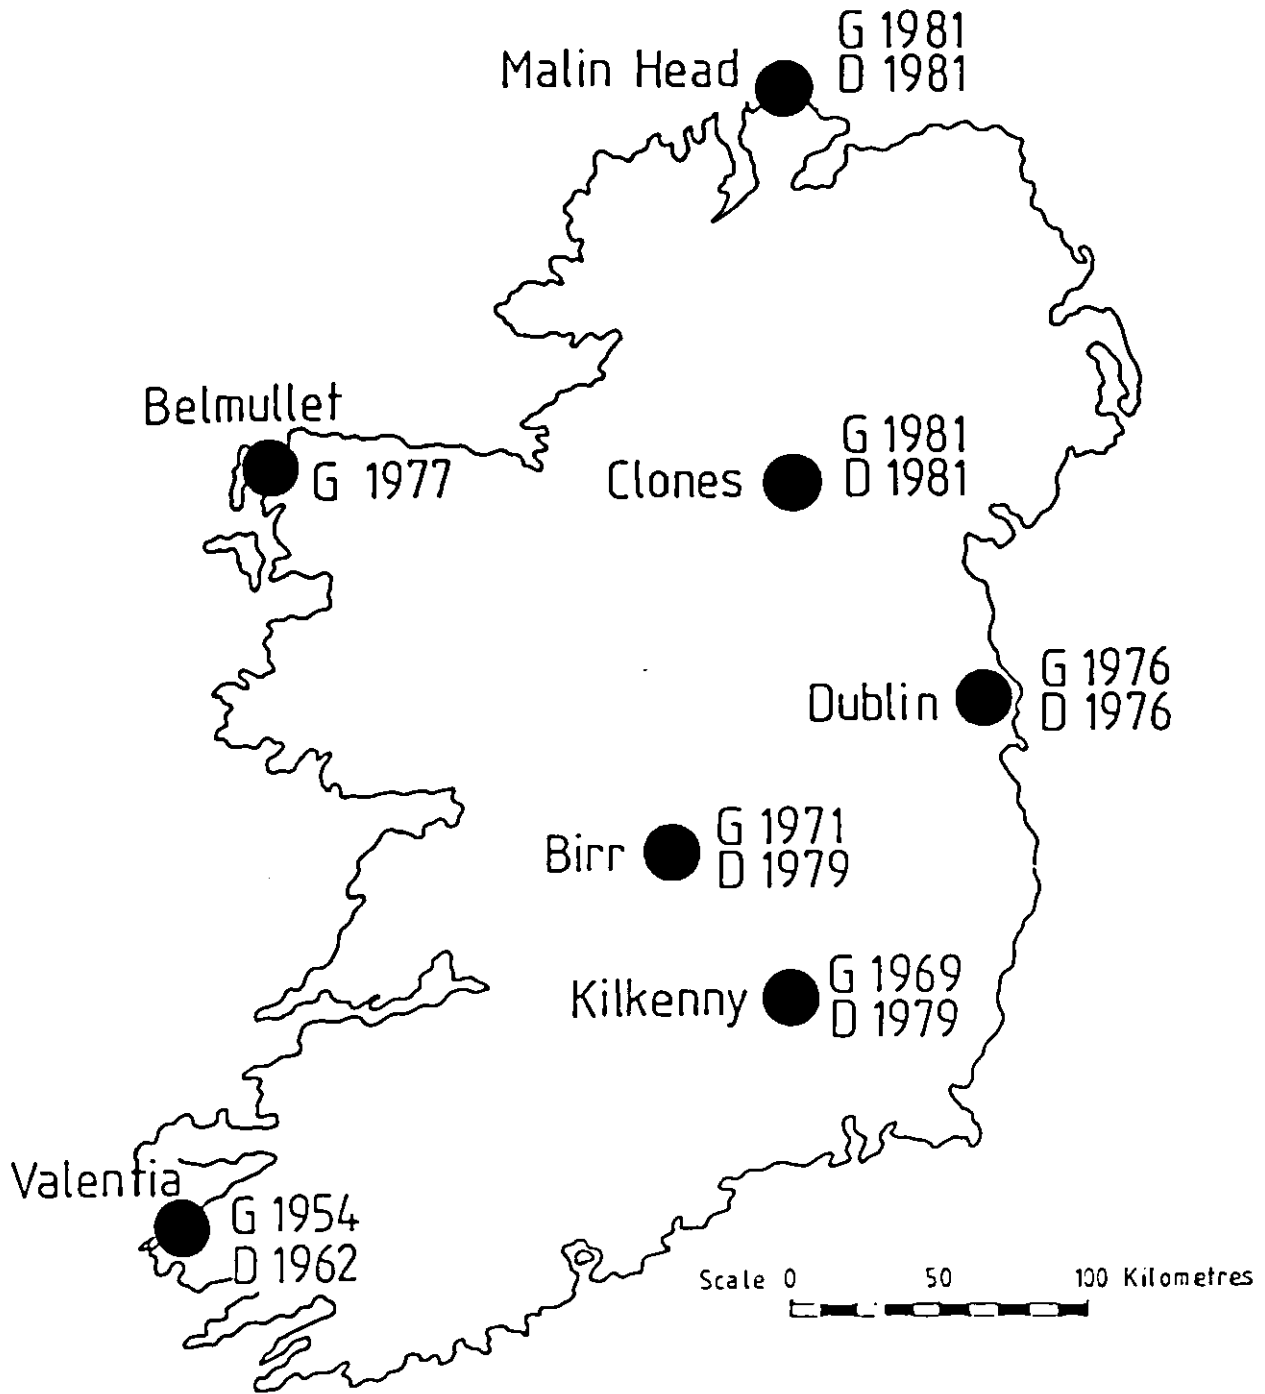 Malin Head
G 1981
D 1981
Belmullet
G 1977
Clones
G 1981
D 1981
Dublin
G 1976
D 1976
Birr
G 1971
D 1979
Kilkenny
G 1969
D 1979
Valentia
G 1954
D 1962
Scale 0 50 100 Kilometres